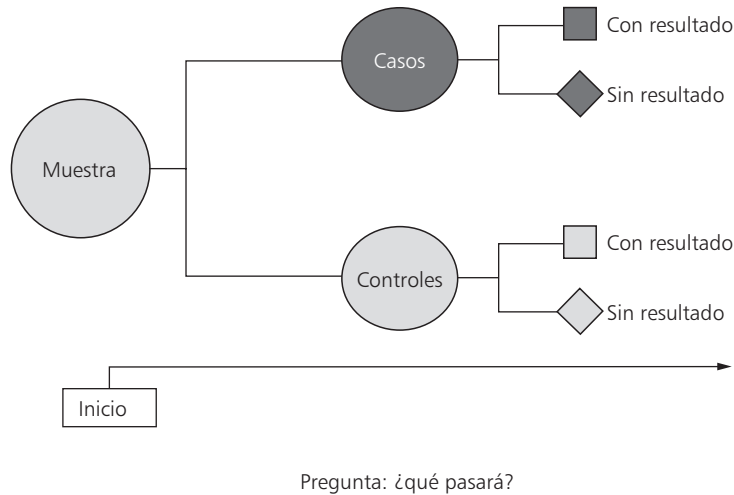 Con resultado
Casos
Sin resultado
Muestra
Con resultado
Controles
Sin resultado
Inicio
Pregunta: ¿qué pasará?